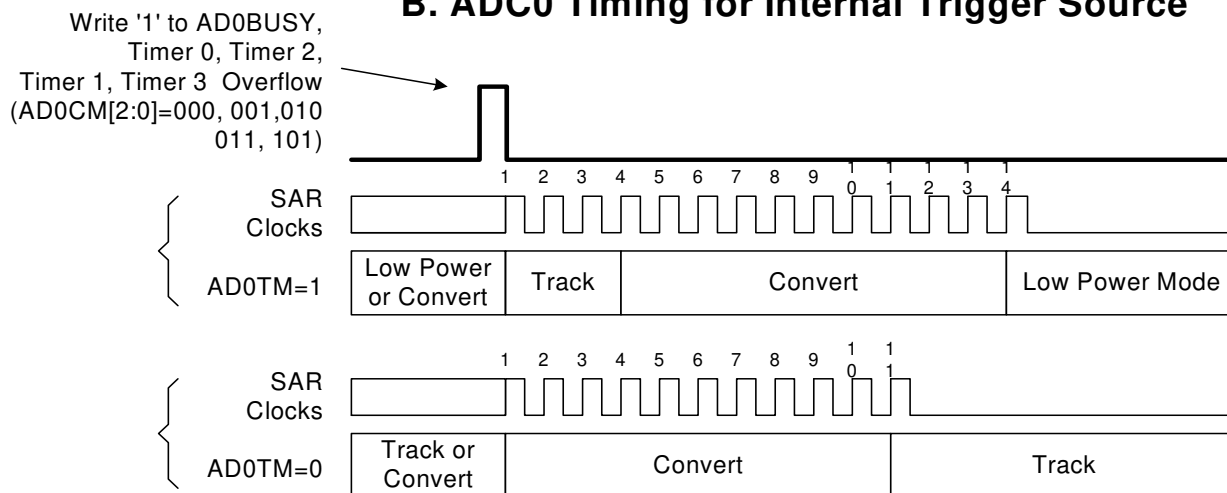 B. ADC0 Timing for Internal Trigger Source
Write '1' to AD0BUSY,
Timer 0, Timer 2,
Timer 1, Timer 3 Overflow
(AD0CM[2:0]=000, 001,010
011, 101)
1 2 3 4 5 6 7 8 9 10 11 12 13 14
SAR
Clocks
AD0TM=1
Low Power
or Convert
Track
Convert
Low Power Mode
1 2 3 4 5 6 7 8 9 10 11
SAR
Clocks
AD0TM=0
Track or
Convert
Convert
Track